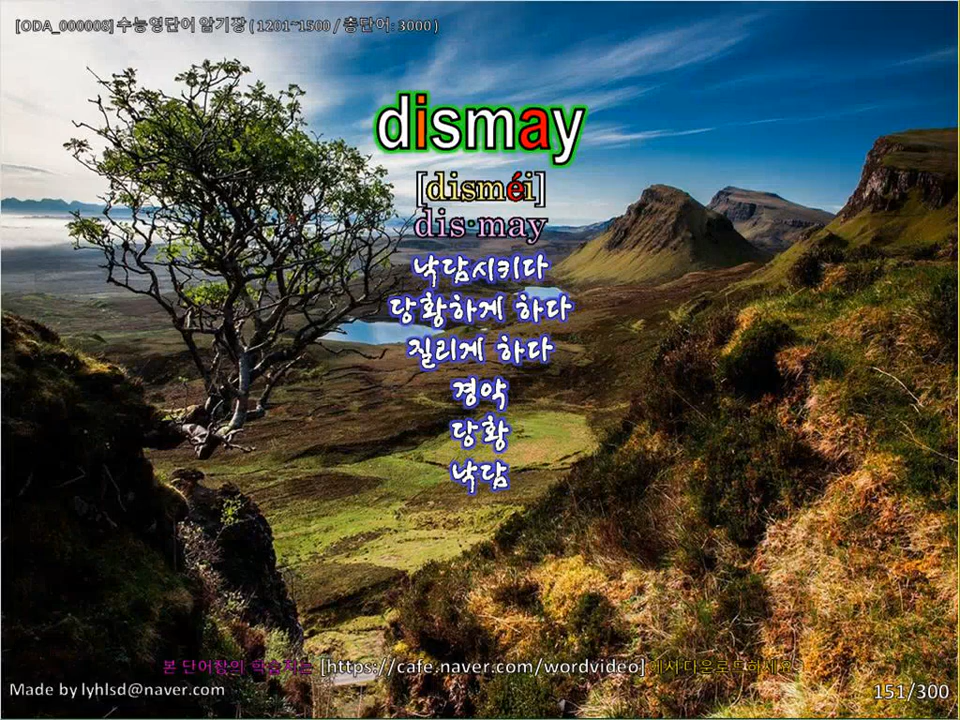 [ODA_000008] 수능영단어 암기장 ( 1201~1500 / 총단어: 3000 )
dismay
[disméi]
dis·may
낙담시키다
당황하게 하다
질리게 하다
경악
당황
낙담
본 단어장의 학습지는 [https://cafe.naver.com/wordvideo] 에서 다운로드하세요~
Made by lyhlsd@naver.com
151/300